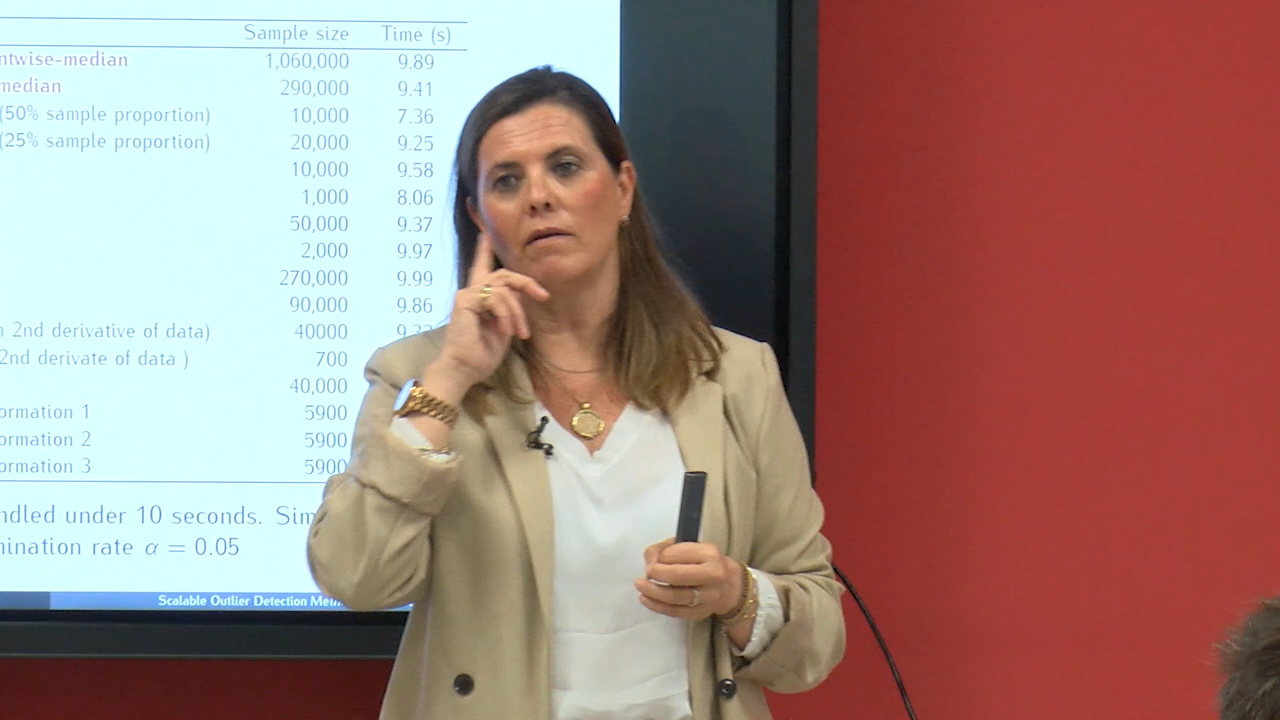 Sample size Time (s)
ntwise-median 1,060,000 9.89
median 290,000 9.41
(50% sample proportion) 10,000 7.36
(25% sample proportion) 20,000 9.25
10,000 9.58
1,000 8.06
50,000 9.37
2,000 9.97
270,000 9.99
90,000 9.86
n 2nd derivative of data) 40000
2nd derivate of data ) 700
40,000
ormation 1 5900
ormation 2 5900
ormation 3 5900
ndled under 10 seconds. Sim
nination rate α = 0.05
Scalable Outlier Detection